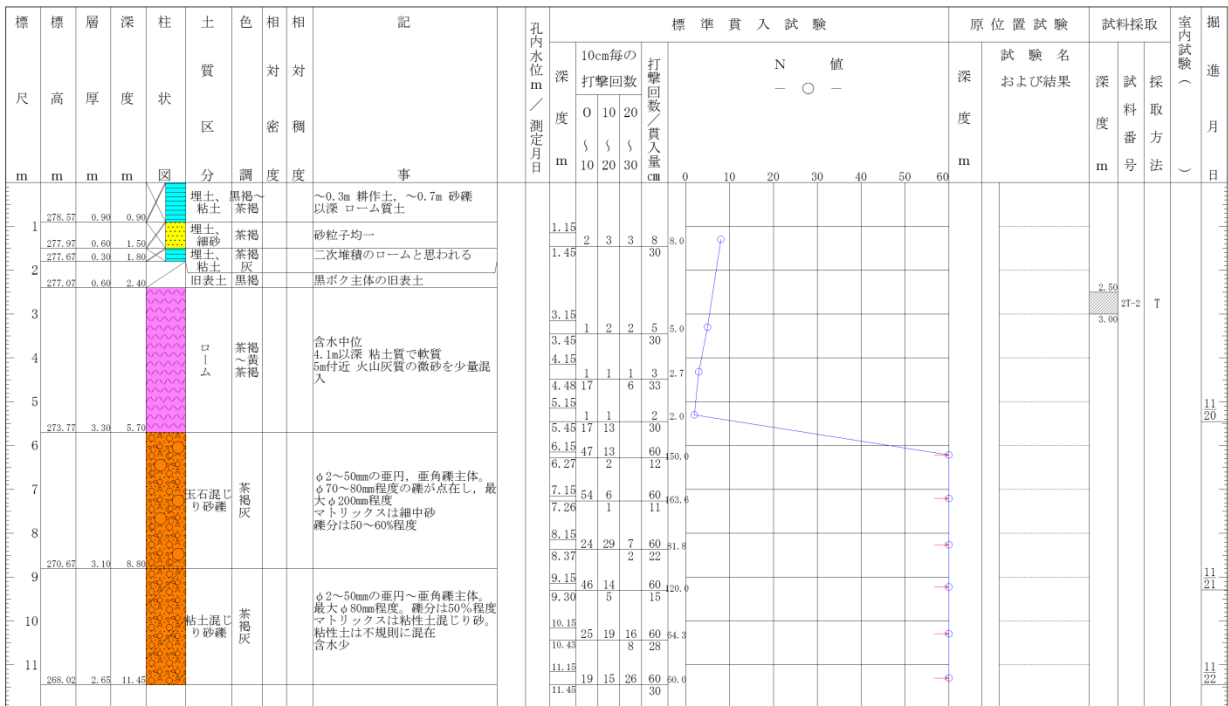 標尺 m
標高 m
層厚 m
深度 m
柱状図
土質区分
色調
相対密度
相対稠度
記事
孔内水位m／測定月日
標準貫入試験
深度 m
10cm毎の
打撃回数
0 10 20
〜 〜 〜
10 20 30
打撃回数／貫入量 cm
N 値
－ ○ －
0 10 20 30 40 50 60
原位置試験
深度 m
試験名
および結果
試料採取
深度 m
試料番号
採取方法
室内試験（ ）
掘進月日
278.57 0.90 0.90
埋土、
粘土
黒褐〜
茶褐
〜0.3m 耕作土, 〜0.7m 砂礫
以深 ローム質土
1
277.97 0.60 1.50
埋土、
細砂
茶褐
砂粒子均一
277.67 0.30 1.80
埋土、
粘土
茶褐
灰
二次堆積のロームと思われる
2
277.07 0.60 2.40
旧表土
黒褐
黒ボク主体の旧表土
3
4
5
273.77 3.30 5.70
ローム
茶褐
〜黄
茶褐
含水中位
4.1m以深 粘土質で軟質
5m付近 火山灰質の微砂を少量混
入
6
7
8
270.67 3.10 8.80
玉石混じ
り砂礫
茶褐灰
φ2〜50mmの亜円, 亜角礫主体。
φ70〜80mm程度の礫が点在し, 最
大φ200mm程度
マトリックスは細中砂
礫分は50〜60%程度
9
10
11
268.02 2.65 11.45
粘土混じ
り砂礫
茶褐灰
φ2〜50mmの亜円〜亜角礫主体。
最大φ80mm程度。礫分は50%程度
マトリックスは粘性土混じり砂。
粘性土は不規則に混在
含水少
1.15
2 3 3 8 8.0
1.45 30
3.15
1 2 2 5 5.0
3.45 30
4.15
1 1 1 3 2.7
4.48 17 6 33
5.15
1 1 2 2.0
5.45 17 13 30
6.15
47 13 60 150.0
6.27 2 12
7.15
54 6 60 163.6
7.26 1 11
8.15
24 29 7 60 81.8
8.37 2 22
9.15
46 14 60 120.0
9.30 5 15
10.15
25 19 16 60 64.3
10.43 8 28
11.15
19 15 26 60 60.0
11.45 30
2.50
2T-2 T
3.00
11
20
11
21
11
22